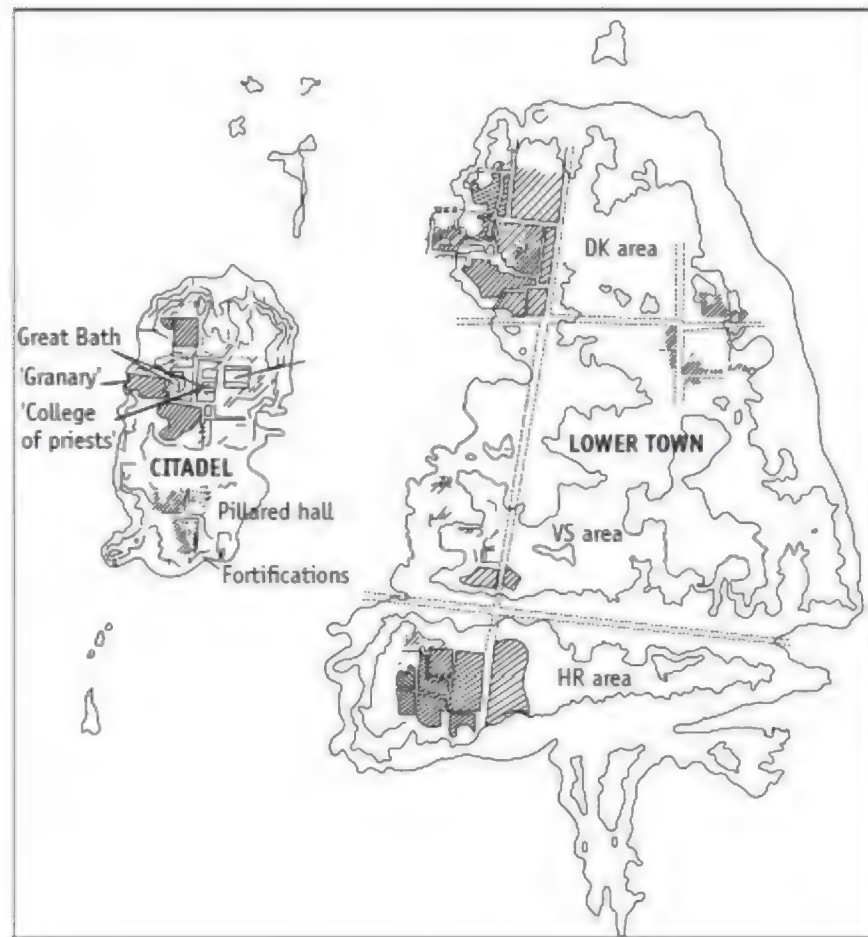 DK area
Great Bath
'Granary'
'College
of priests'
CITADEL
LOWER TOWN
Pillared hall
VS area
Fortifications
HR area